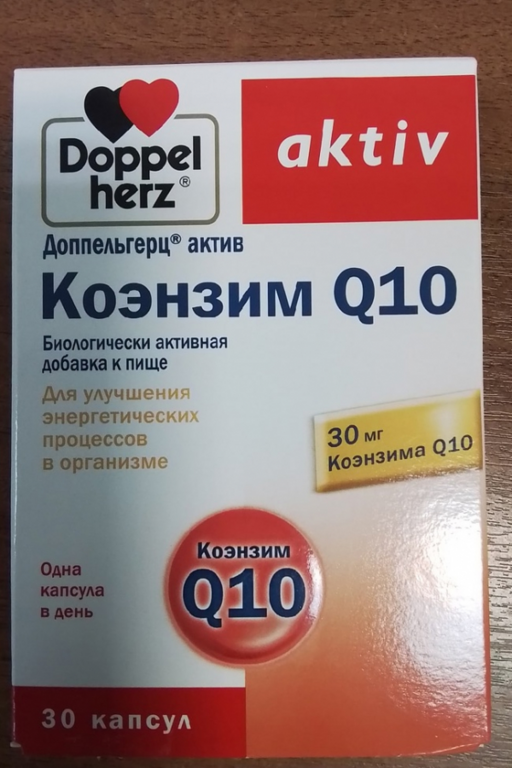 Doppel
herz®
aktiv
Доппельгерц® актив
Коэнзим Q10
Биологически активная
добавка к пище
Для улучшения
энергетических
процессов
в организме
30 мг
Коэнзима Q10
Коэнзим
Q10
Одна
капсула
в день
30 капсул